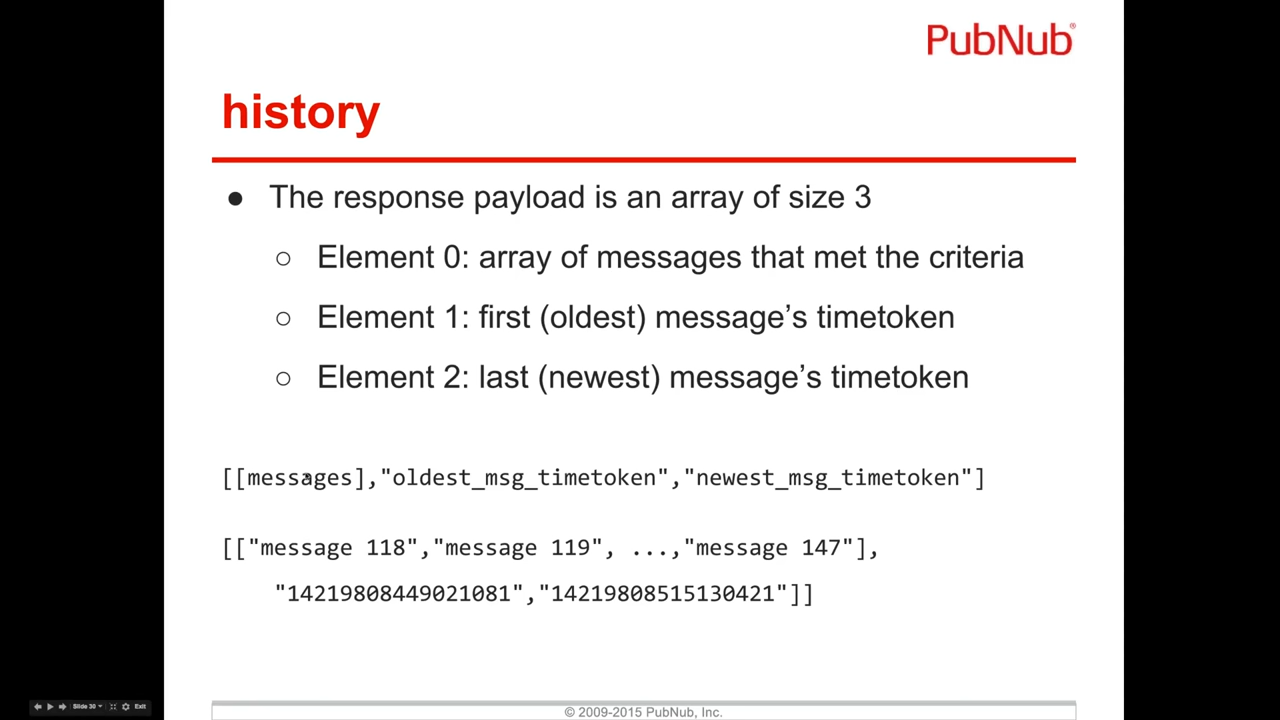 PubNub®
history
● The response payload is an array of size 3
○ Element 0: array of messages that met the criteria
○ Element 1: first (oldest) message’s timetoken
○ Element 2: last (newest) message’s timetoken
[[messages],"oldest_msg_timetoken","newest_msg_timetoken"]
[["message 118","message 119", ...,"message 147"],
"14219808449021081","14219808515130421"]]
Slide 30
Exit
© 2009-2015 PubNub, Inc.